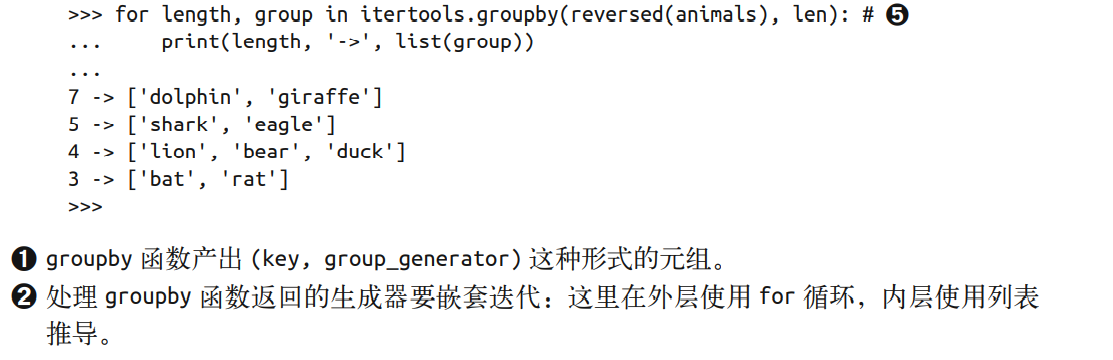 >>> for length, group in itertools.groupby(reversed(animals), len): # ❺
...     print(length, '->', list(group))
...
7 -> ['dolphin', 'giraffe']
5 -> ['shark', 'eagle']
4 -> ['lion', 'bear', 'duck']
3 -> ['bat', 'rat']
>>>
❶ groupby 函数产出 (key, group_generator) 这种形式的元组。
❷ 处理 groupby 函数返回的生成器要嵌套迭代：这里在外层使用 for 循环，内层使用列表
推导。